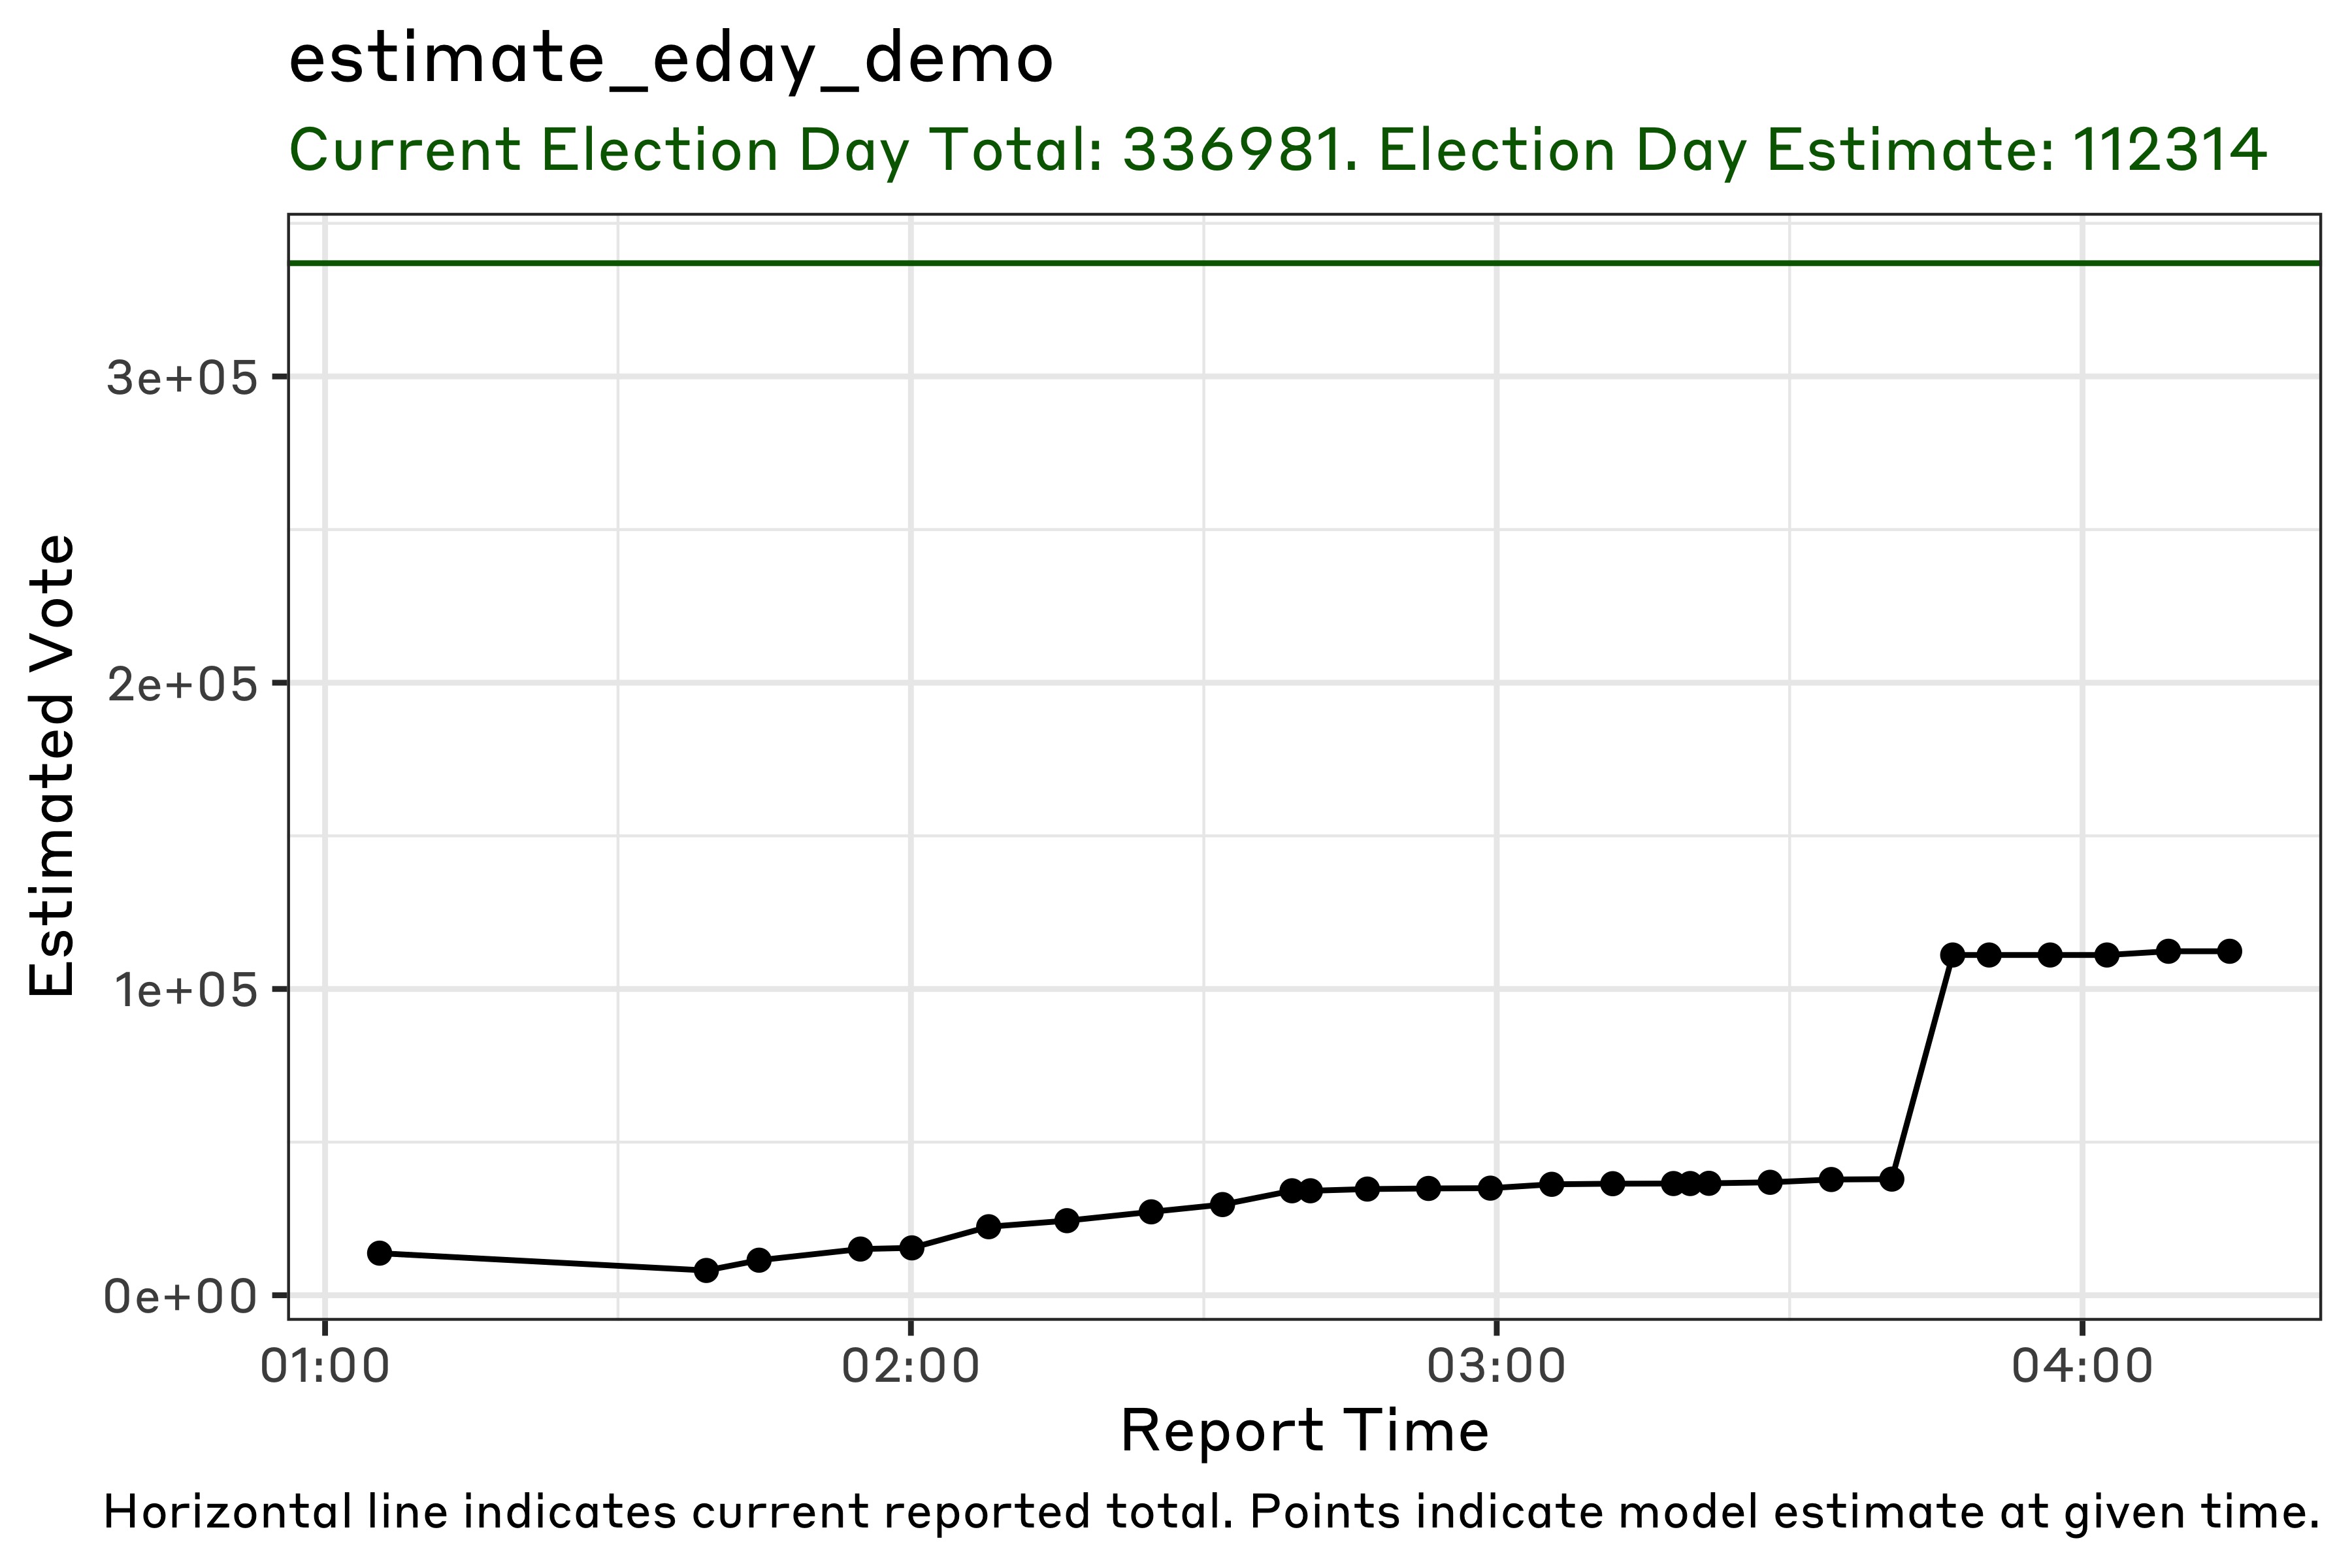 estimate_eday_demo
Current Election Day Total: 336981. Election Day Estimate: 112314
Estimated Vote
3e+05
2e+05
1e+05
0e+00
01:00 02:00 03:00 04:00
Report Time
Horizontal line indicates current reported total. Points indicate model estimate at given time.